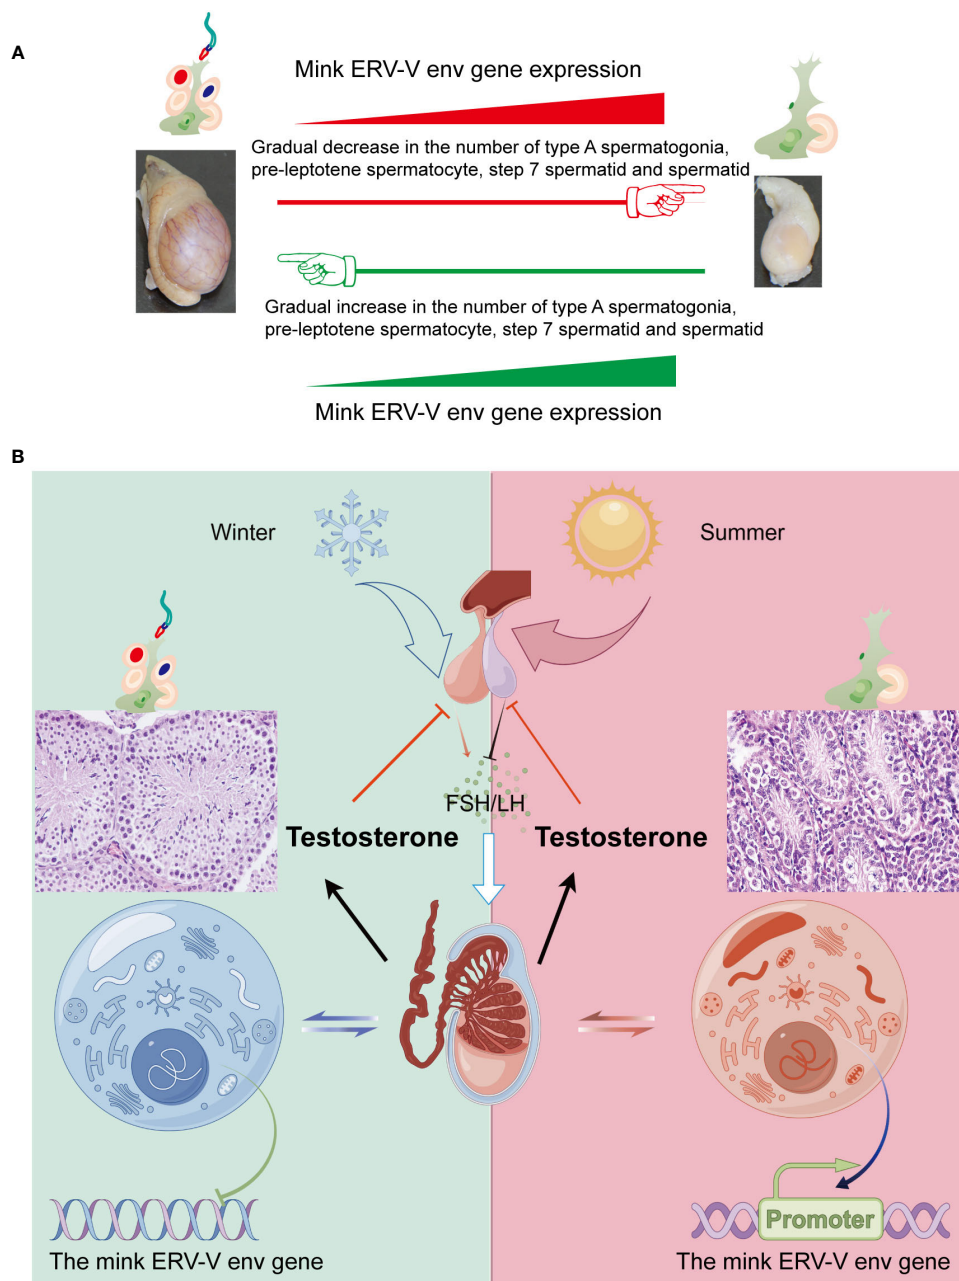 A
Mink ERV-V env gene expression
Gradual decrease in the number of type A spermatogonia,
pre-leptotene spermatocyte, step 7 spermatid and spermatid
Gradual increase in the number of type A spermatogonia,
pre-leptotene spermatocyte, step 7 spermatid and spermatid
Mink ERV-V env gene expression
B
Winter
Summer
FSH/LH
Testosterone
Testosterone
Promoter
The mink ERV-V env gene
The mink ERV-V env gene